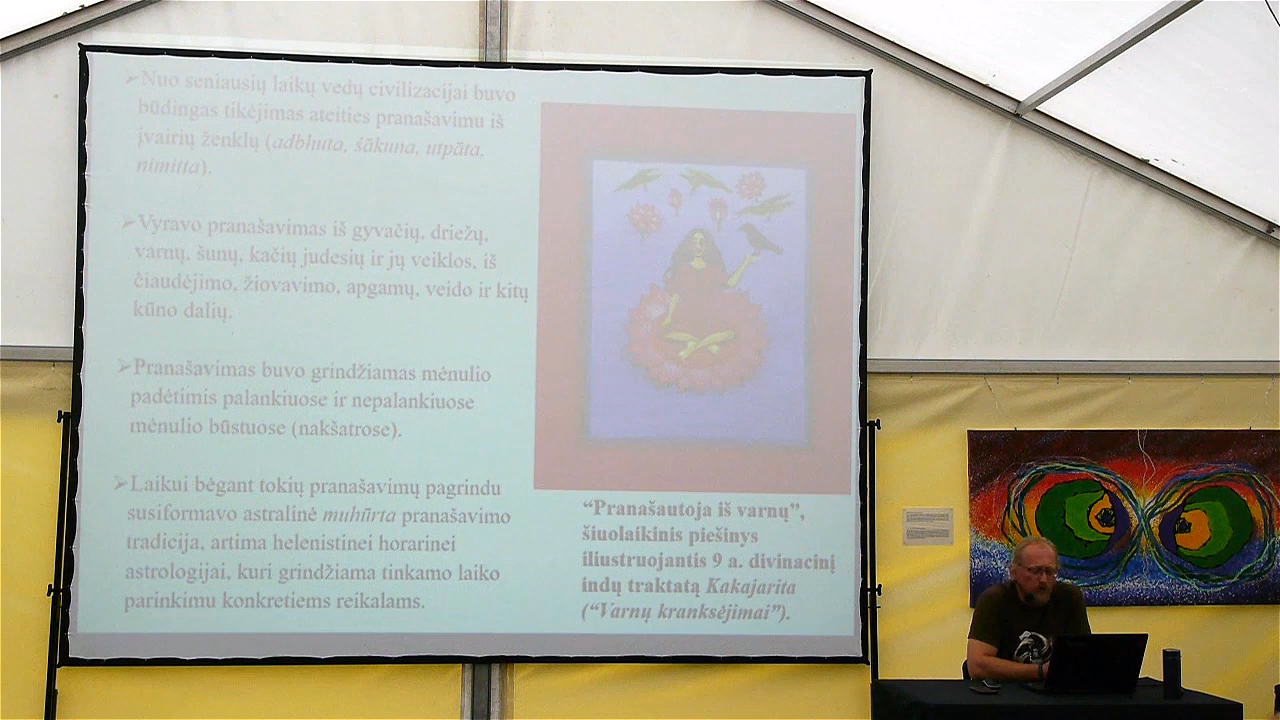 ➢Nuo seniausių laikų vedų civilizacijai buvo
būdingas tikėjimas ateities pranašavimu iš
įvairių ženklų (adbhuta, šākuna, utpāta,
nimitta).
➢Vyravo pranašavimas iš gyvačių, driežų,
varnų, šunų, kačių judesių ir jų veiklos, iš
čiaudėjimo, žiovavimo, apgamų, veido ir kitų
kūno dalių.
➢Pranašavimas buvo grindžiamas mėnulio
padėtimis palankiuose ir nepalankiuose
mėnulio būstuose (nakšatrose).
➢Laikui bėgant tokių pranašavimų pagrindu
susiformavo astralinė muhūrta pranašavimo
tradicija, artima helenistinei horarinei
astrologijai, kuri grindžiama tinkamo laiko
parinkimu konkretiems reikalams.
“Pranašautoja iš varnų”,
šiuolaikinis piešinys
iliustruojantis 9 a. divinacinį
indų traktatą Kakajarita
(“Varnų kranksėjimai”).